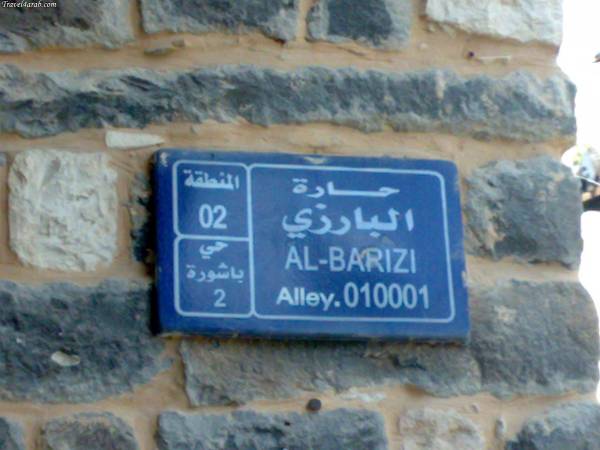 Travel4arab.com
المنطقة
02
حي
باشورة
2
حارة
البارزي
AL-BARIZI
Alley. 010001